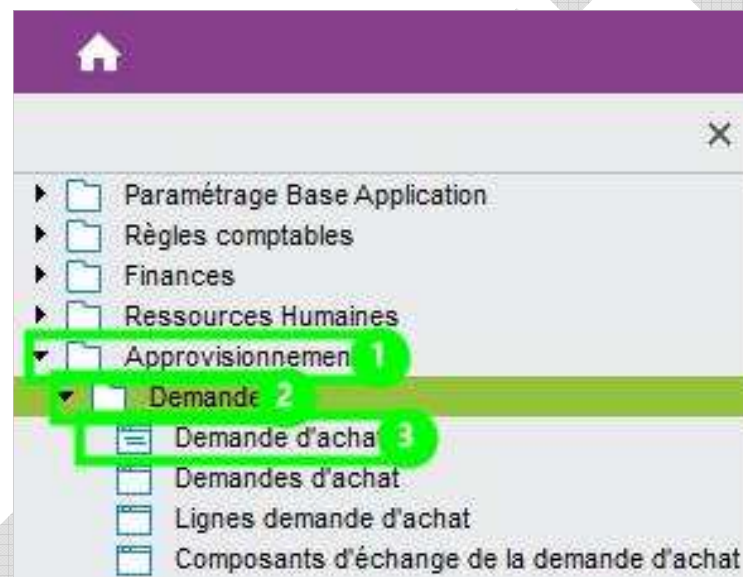 Paramétrage Base Application
Règles comptables
Finances
Ressources Humaines
Approvisionnemen 1
Demande 2
Demande d'acha 3
Demandes d'achat
Lignes demande d'achat
Composants d'échange de la demande d'achat